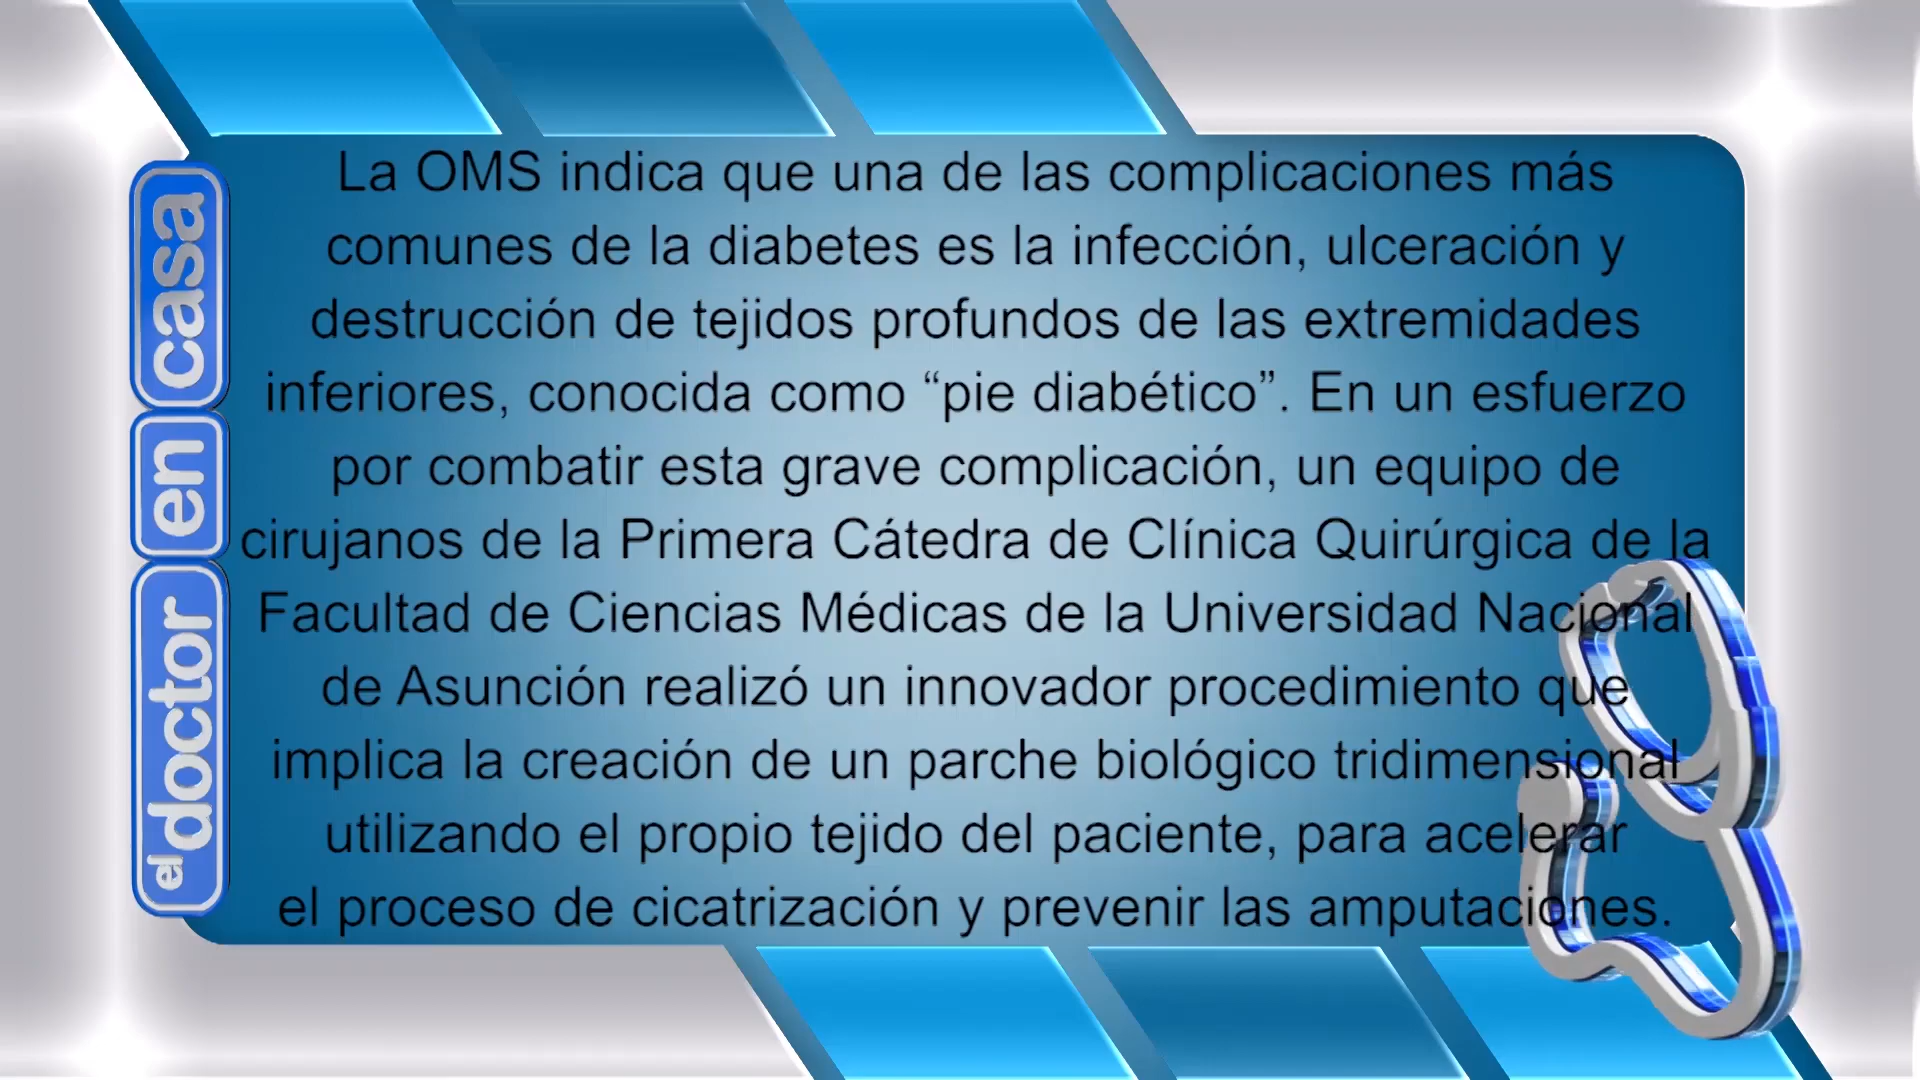 La OMS indica que una de las complicaciones más
comunes de la diabetes es la infección, ulceración y
destrucción de tejidos profundos de las extremidades
inferiores, conocida como “pie diabético”. En un esfuerzo
por combatir esta grave complicación, un equipo de
cirujanos de la Primera Cátedra de Clínica Quirúrgica de la
Facultad de Ciencias Médicas de la Universidad Nacional
de Asunción realizó un innovador procedimiento que
implica la creación de un parche biológico tridimensional
utilizando el propio tejido del paciente, para acelerar
el proceso de cicatrización y prevenir las amputaciones.
el doctor en casa